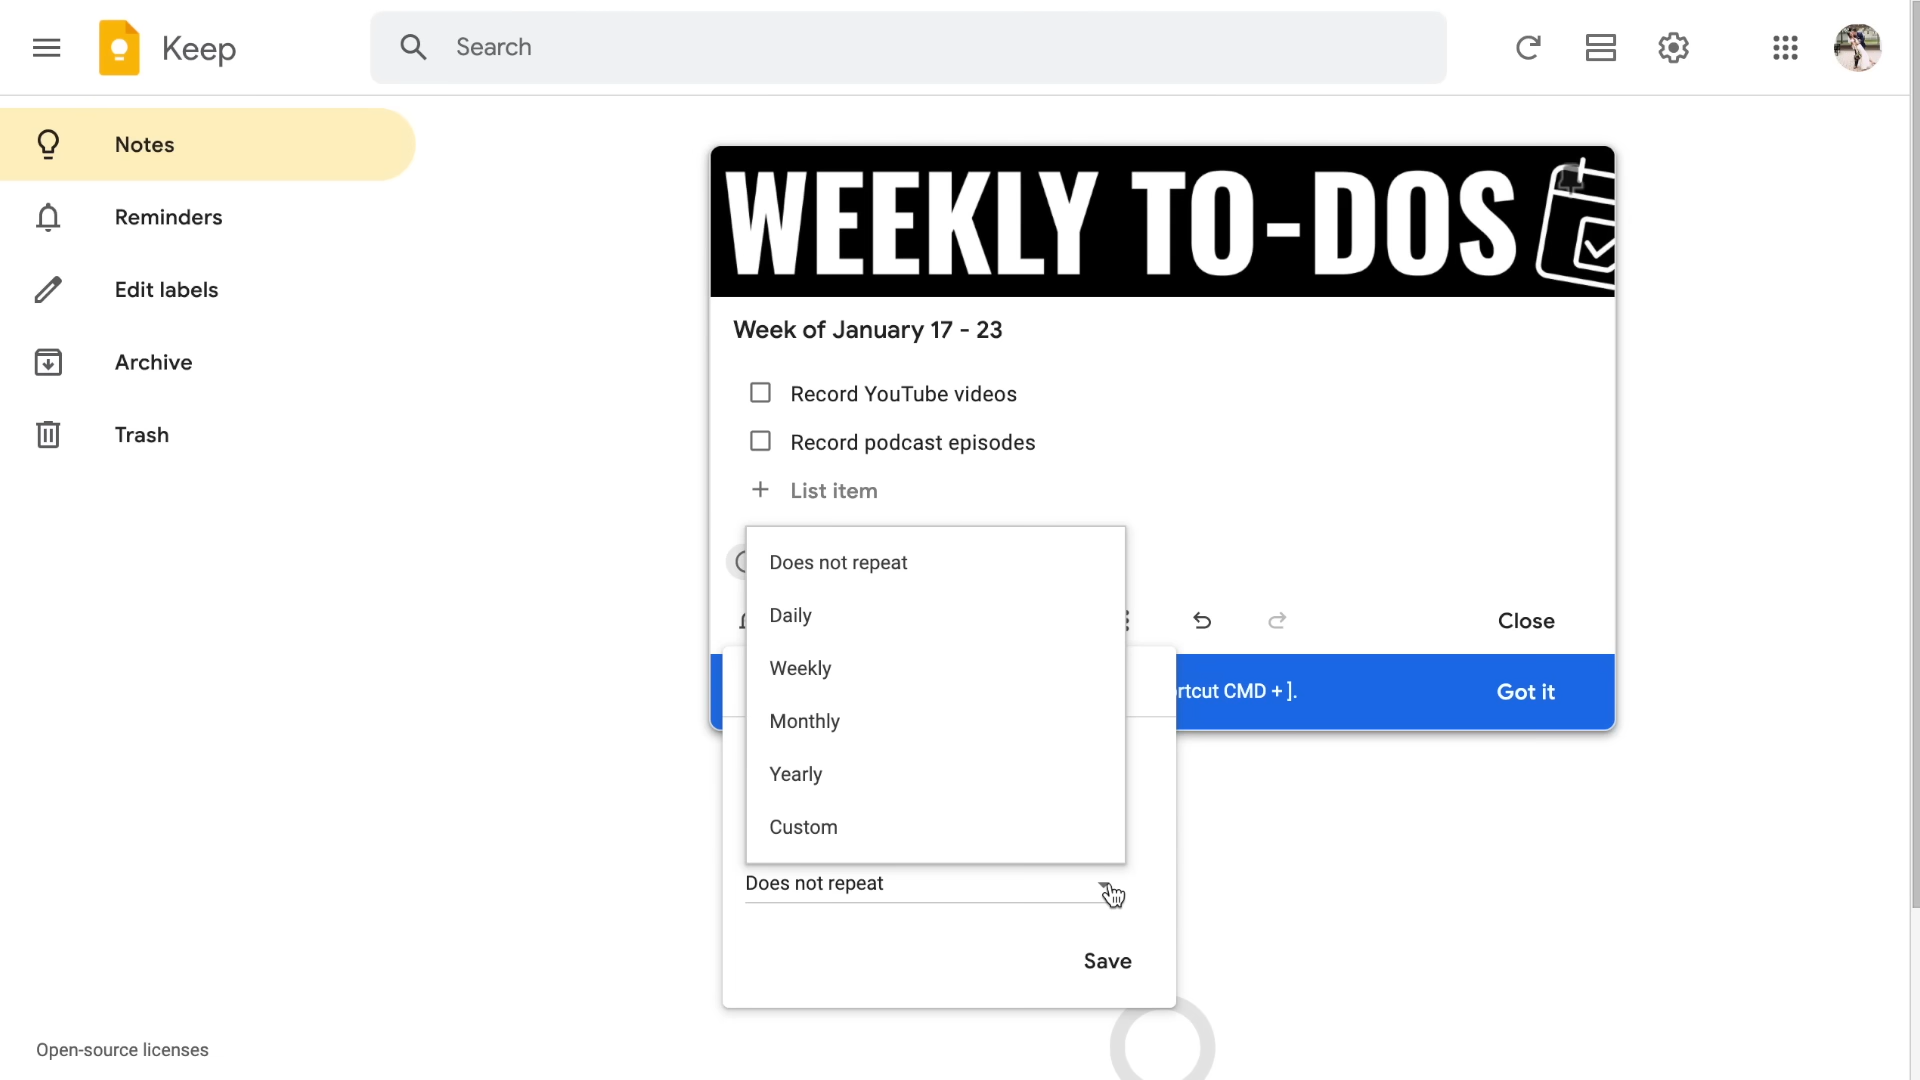 Keep
Search
Notes
Reminders
Edit labels
Archive
Trash
WEEKLY TO-DOS
Week of January 17 - 23
Record YouTube videos
Record podcast episodes
+ List item
Does not repeat
Daily
Weekly
Monthly
Yearly
Custom
Close
CMD + ].
Got it
Does not repeat
Save
Open-source licenses